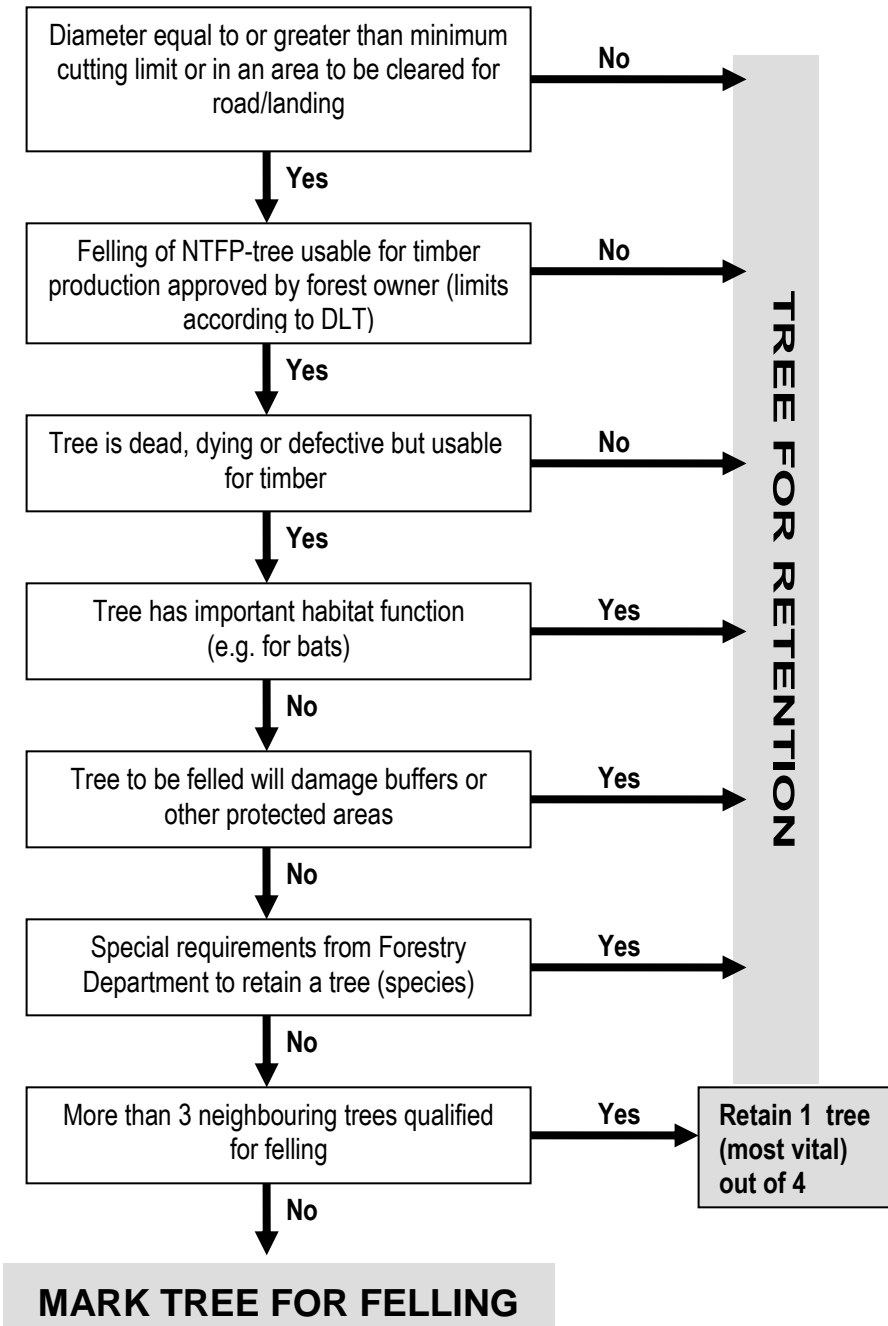 Diameter equal to or greater than minimum
cutting limit or in an area to be cleared for
road/landing
No
Yes
Felling of NTFP-tree usable for timber
production approved by forest owner (limits
according to DLT)
No
Yes
Tree is dead, dying or defective but usable
for timber
No
Yes
Tree has important habitat function
(e.g. for bats)
Yes
No
Tree to be felled will damage buffers or
other protected areas
Yes
No
Special requirements from Forestry
Department to retain a tree (species)
Yes
No
More than 3 neighbouring trees qualified
for felling
Yes
No
TREE FOR RETENTION
Retain 1 tree
(most vital)
out of 4
MARK TREE FOR FELLING